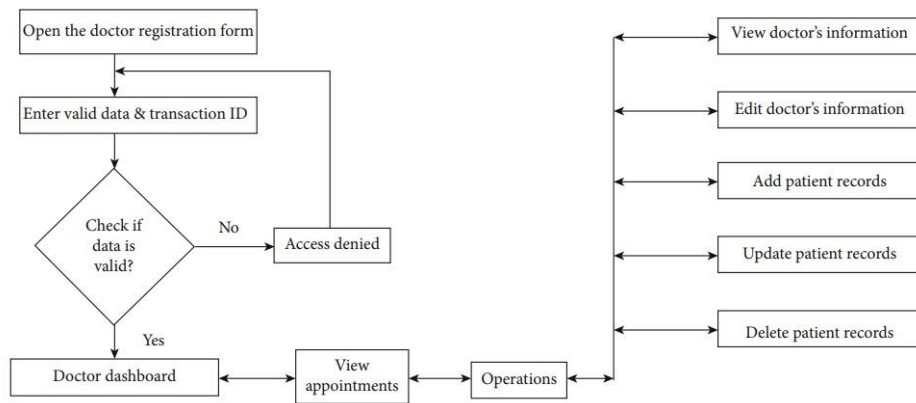 Open the doctor registration form
Enter valid data & transaction ID
Check if
data is
valid?
No
Access denied
Yes
Doctor dashboard
View
appointments
Operations
View doctor's information
Edit doctor's information
Add patient records
Update patient records
Delete patient records